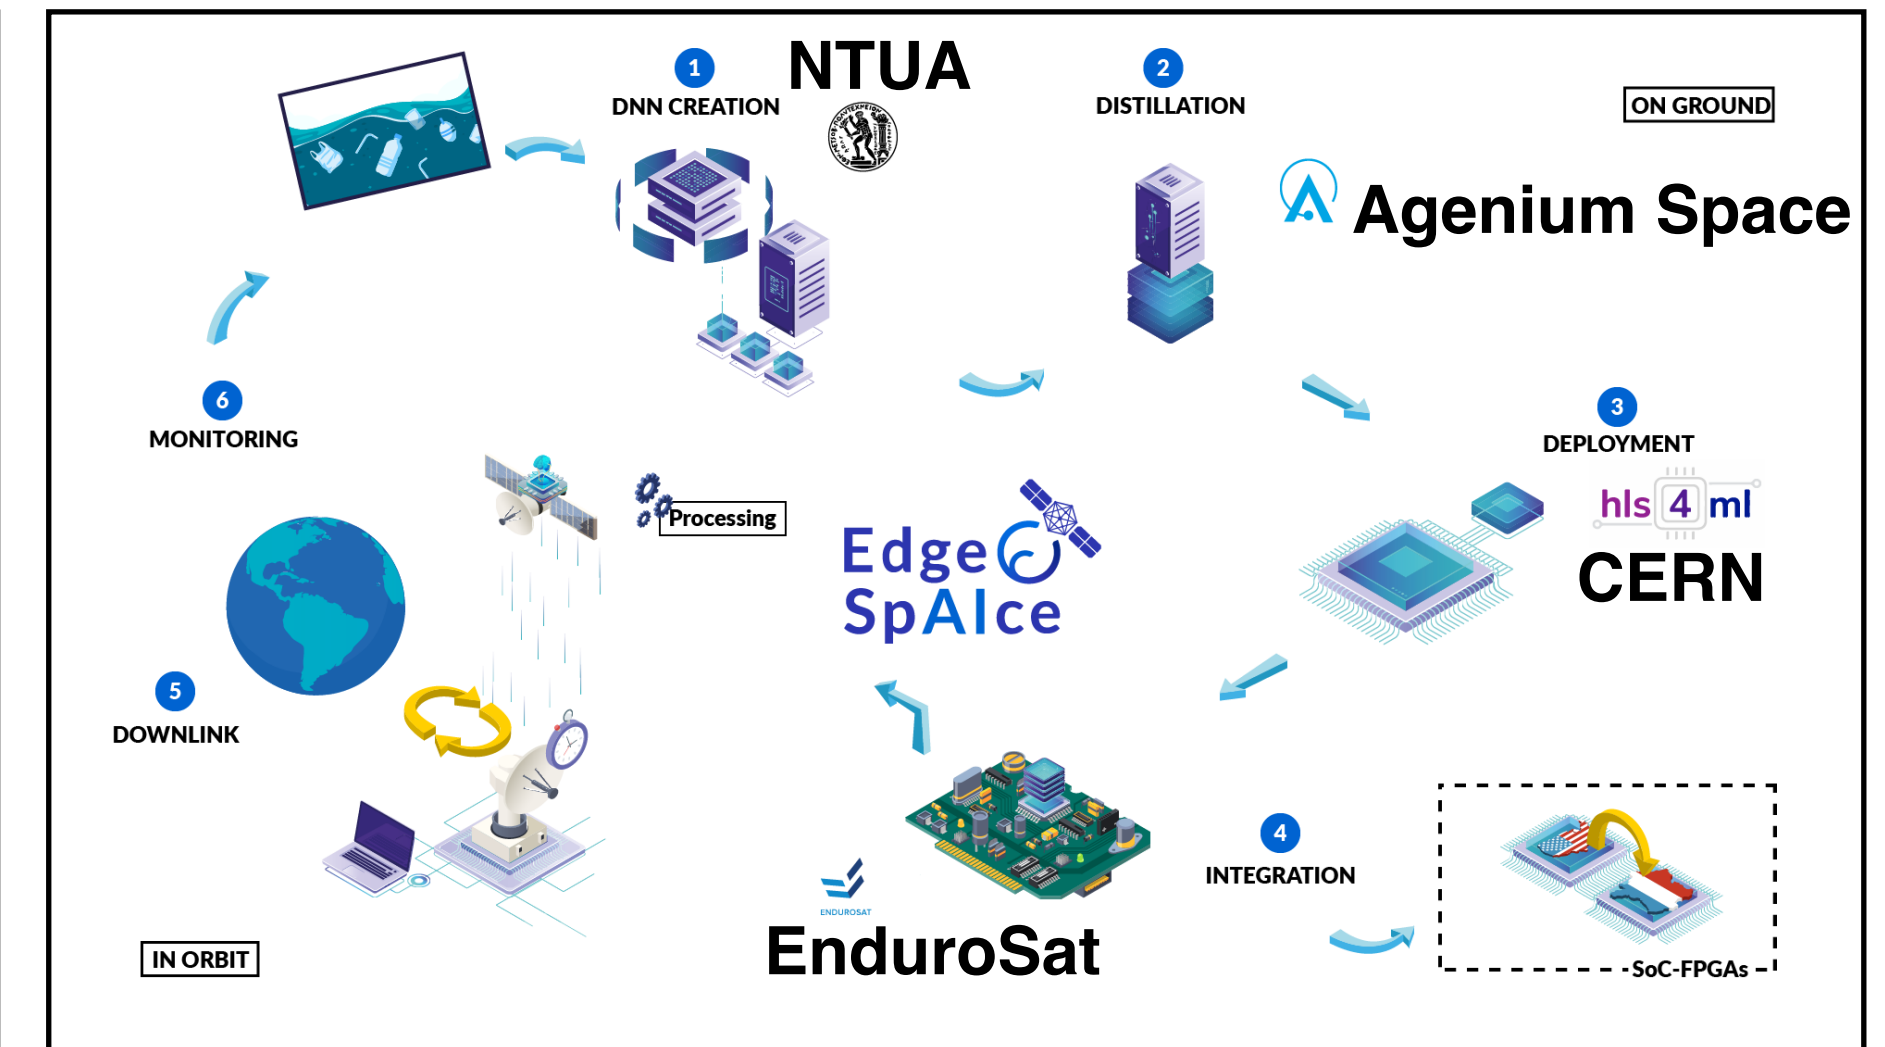 1
NTUA
DNN CREATION
2
DISTILLATION
ON GROUND
Agenium Space
3
DEPLOYMENT
hls 4 ml
CERN
6
MONITORING
Processing
Edge
SpAIce
5
DOWNLINK
4
INTEGRATION
ENDUROSAT
EnduroSat
IN ORBIT
SoC-FPGAs